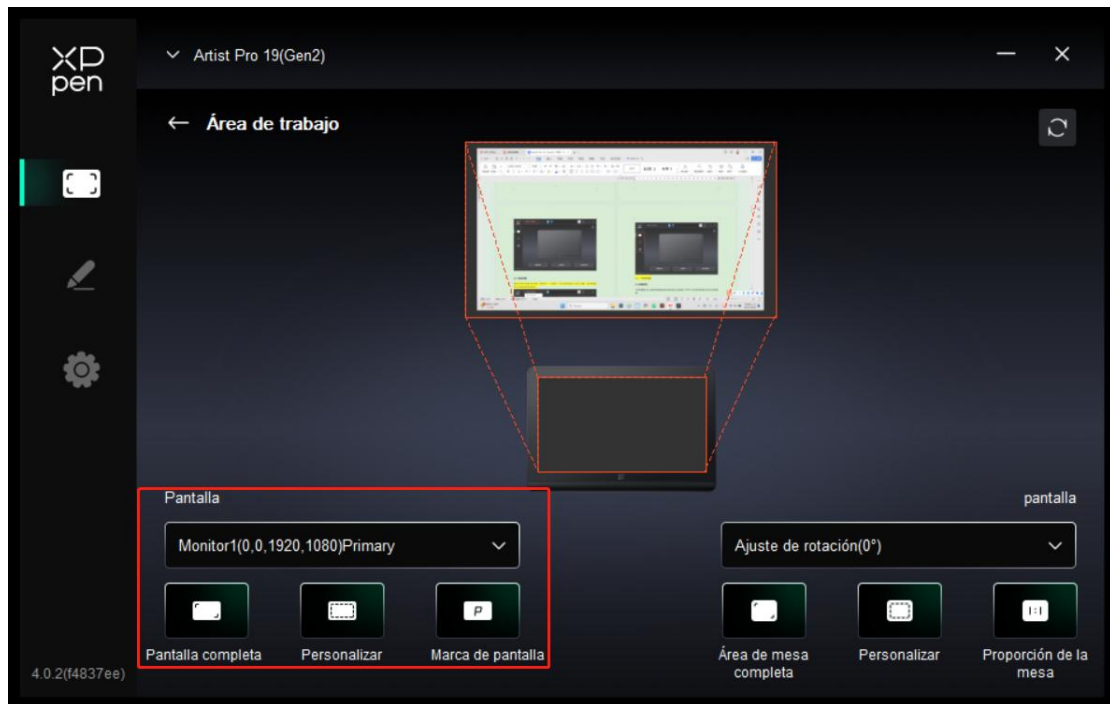 XP
pen
Artist Pro 19(Gen2)
Área de trabajo
Pantalla
pantalla
Monitor1(0,0,1920,1080)Primary
Ajuste de rotación(0°)
P
1:1
Pantalla completa
Personalizar
Marca de pantalla
Área de mesa
completa
Personalizar
Proporción de la
mesa
4.0.2(f4837ee)